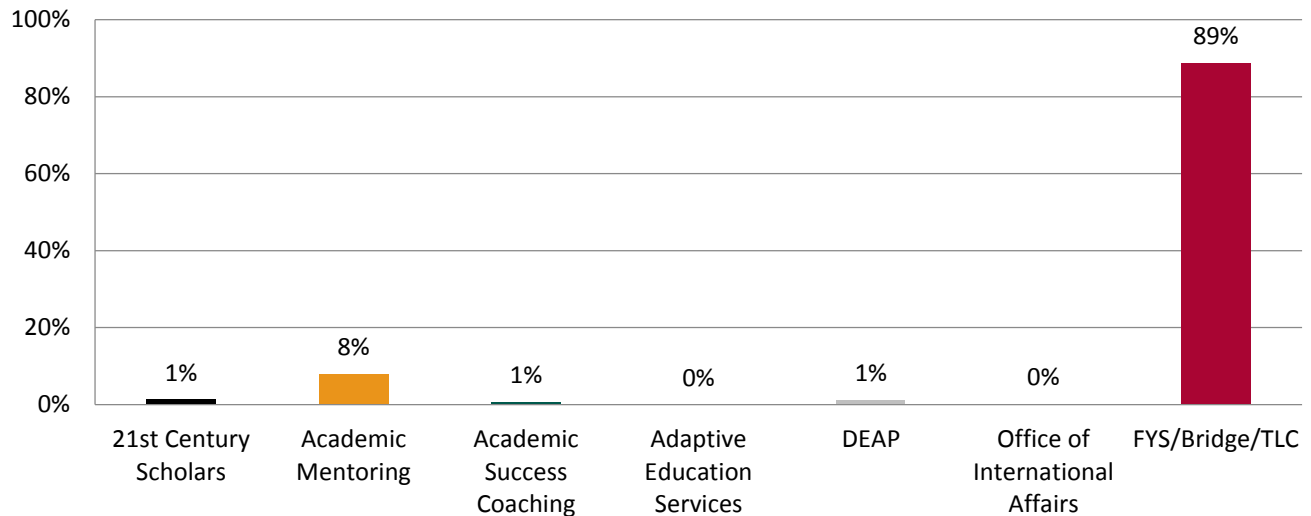 100%
80%
60%
40%
20%
0%
1%
8%
1%
0%
1%
0%
89%
21st Century
Scholars
Academic
Mentoring
Academic
Success
Coaching
Adaptive
Education
Services
DEAP
Office of
International
Affairs
FYS/Bridge/TLC